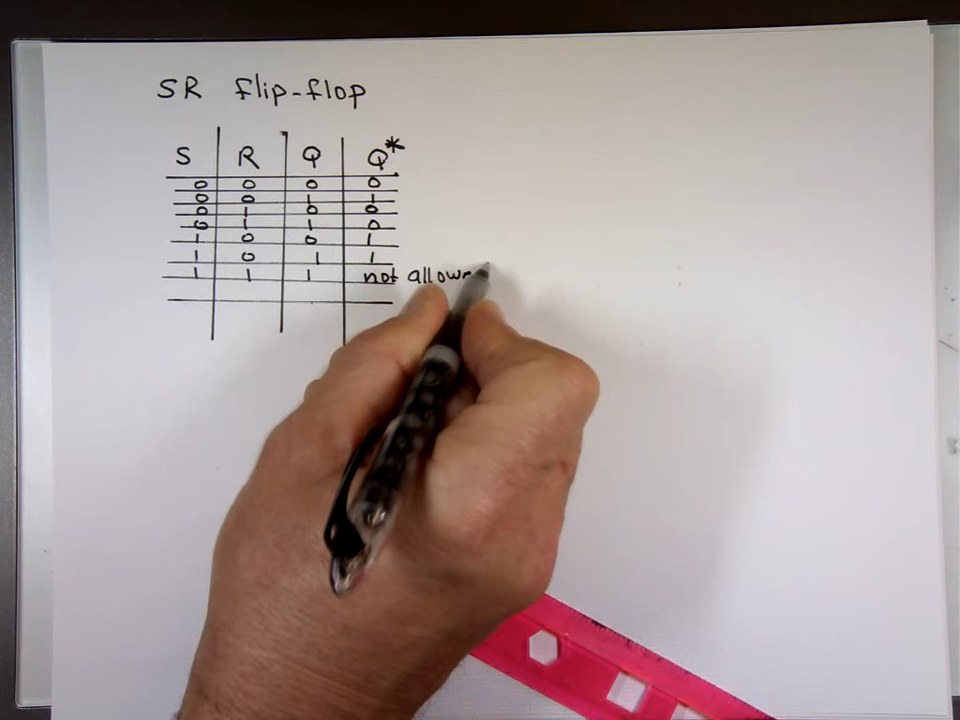 SR flip-flop
S R Q Q*
0 0 0 0
0 0 1 1
0 1 0 0
0 1 1 0
1 0 0 1
1 0 1 1
1 1 1 not allowe